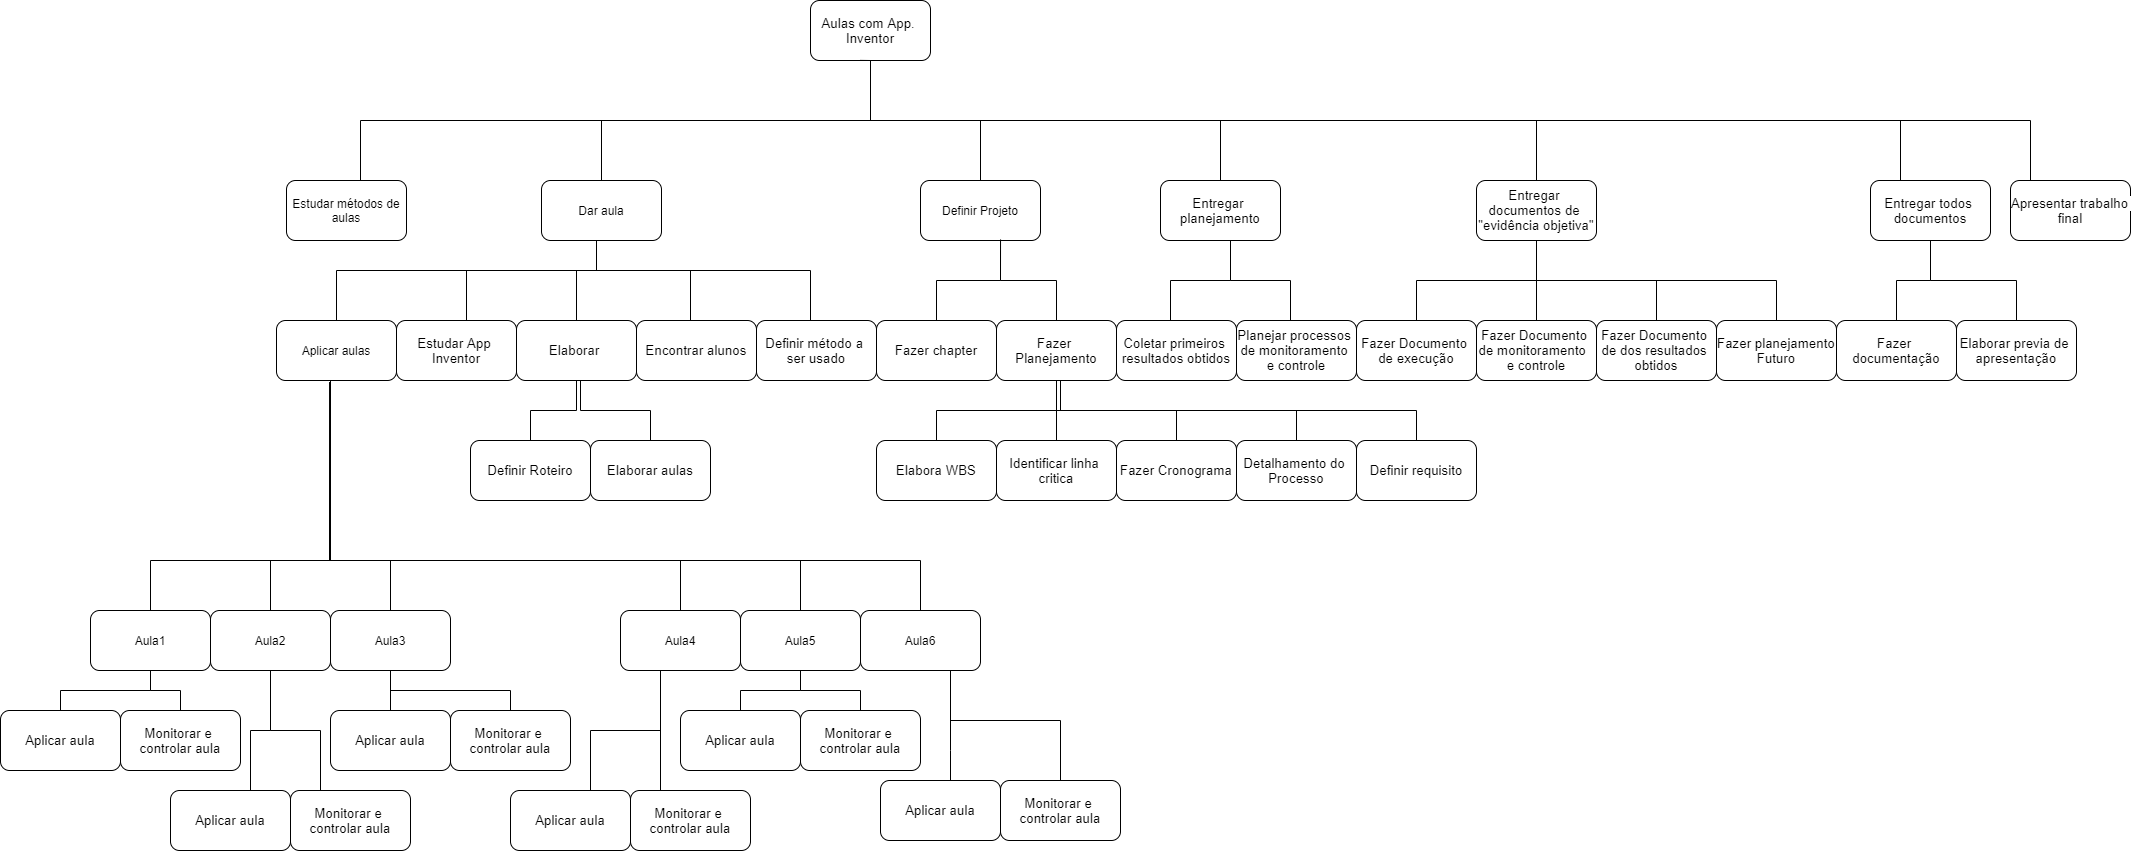 Aulas com App.
Inventor
Estudar métodos de
aulas
Dar aula
Definir Projeto
Entregar
planejamento
Entregar
documentos de
"evidência objetiva"
Entregar todos
documentos
Apresentar trabalho
final
Aplicar aulas
Estudar App
Inventor
Elaborar
Encontrar alunos
Definir método a
ser usado
Fazer chapter
Fazer
Planejamento
Coletar primeiros
resultados obtidos
Planejar processos
de monitoramento
e controle
Fazer Documento
de execução
Fazer Documento
de monitoramento
e controle
Fazer Documento
de dos resultados
obtidos
Fazer planejamento
Futuro
Fazer
documentação
Elaborar previa de
apresentação
Definir Roteiro
Elaborar aulas
Elabora WBS
Identificar linha
critica
Fazer Cronograma
Detalhamento do
Processo
Definir requisito
Aula1
Aula2
Aula3
Aula4
Aula5
Aula6
Aplicar aula
Monitorar e
controlar aula
Aplicar aula
Monitorar e
controlar aula
Aplicar aula
Monitorar e
controlar aula
Aplicar aula
Monitorar e
controlar aula
Aplicar aula
Monitorar e
controlar aula
Aplicar aula
Monitorar e
controlar aula